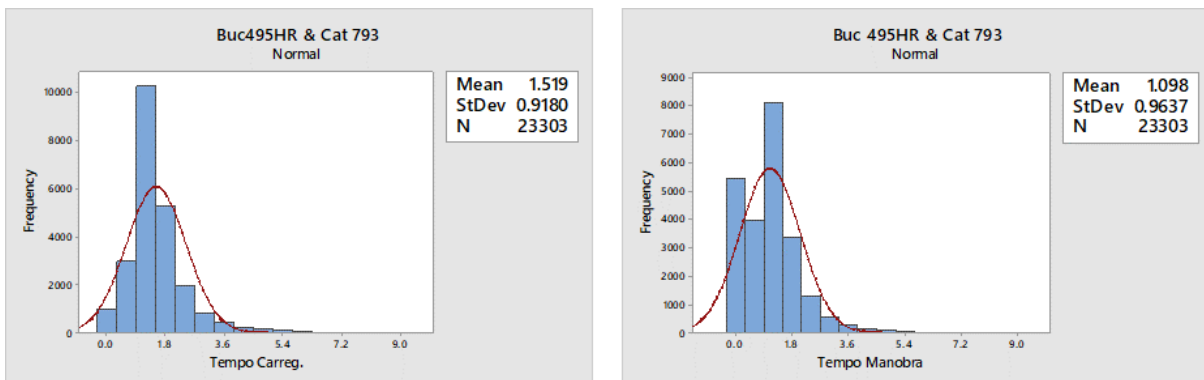 Buc495HR & Cat 793
Normal
Mean 1.519
StDev 0.9180
N 23303
Frequency
10000
8000
6000
4000
2000
0
0.0 1.8 3.6 5.4 7.2 9.0
Tempo Carreg.
Buc 495HR & Cat 793
Normal
Mean 1.098
StDev 0.9637
N 23303
Frequency
9000
8000
7000
6000
5000
4000
3000
2000
1000
0
0.0 1.8 3.6 5.4 7.2 9.0
Tempo Manobra